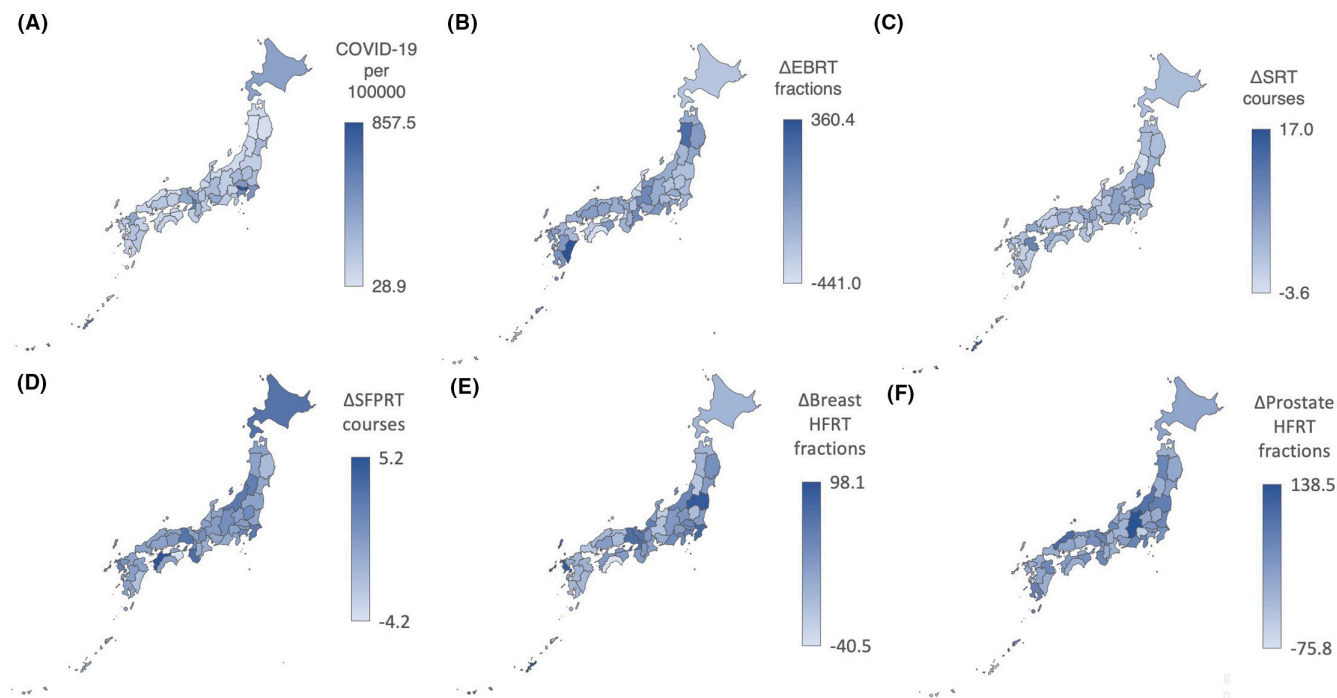 (A)
COVID-19
per
100000
857.5
28.9
(B)
ΔEBRT
fractions
360.4
-441.0
(C)
ΔSRT
courses
17.0
-3.6
(D)
ΔSFPRT
courses
5.2
-4.2
(E)
ΔBreast
HFRT
fractions
98.1
-40.5
(F)
ΔProstate
HFRT
fractions
138.5
-75.8
g
n